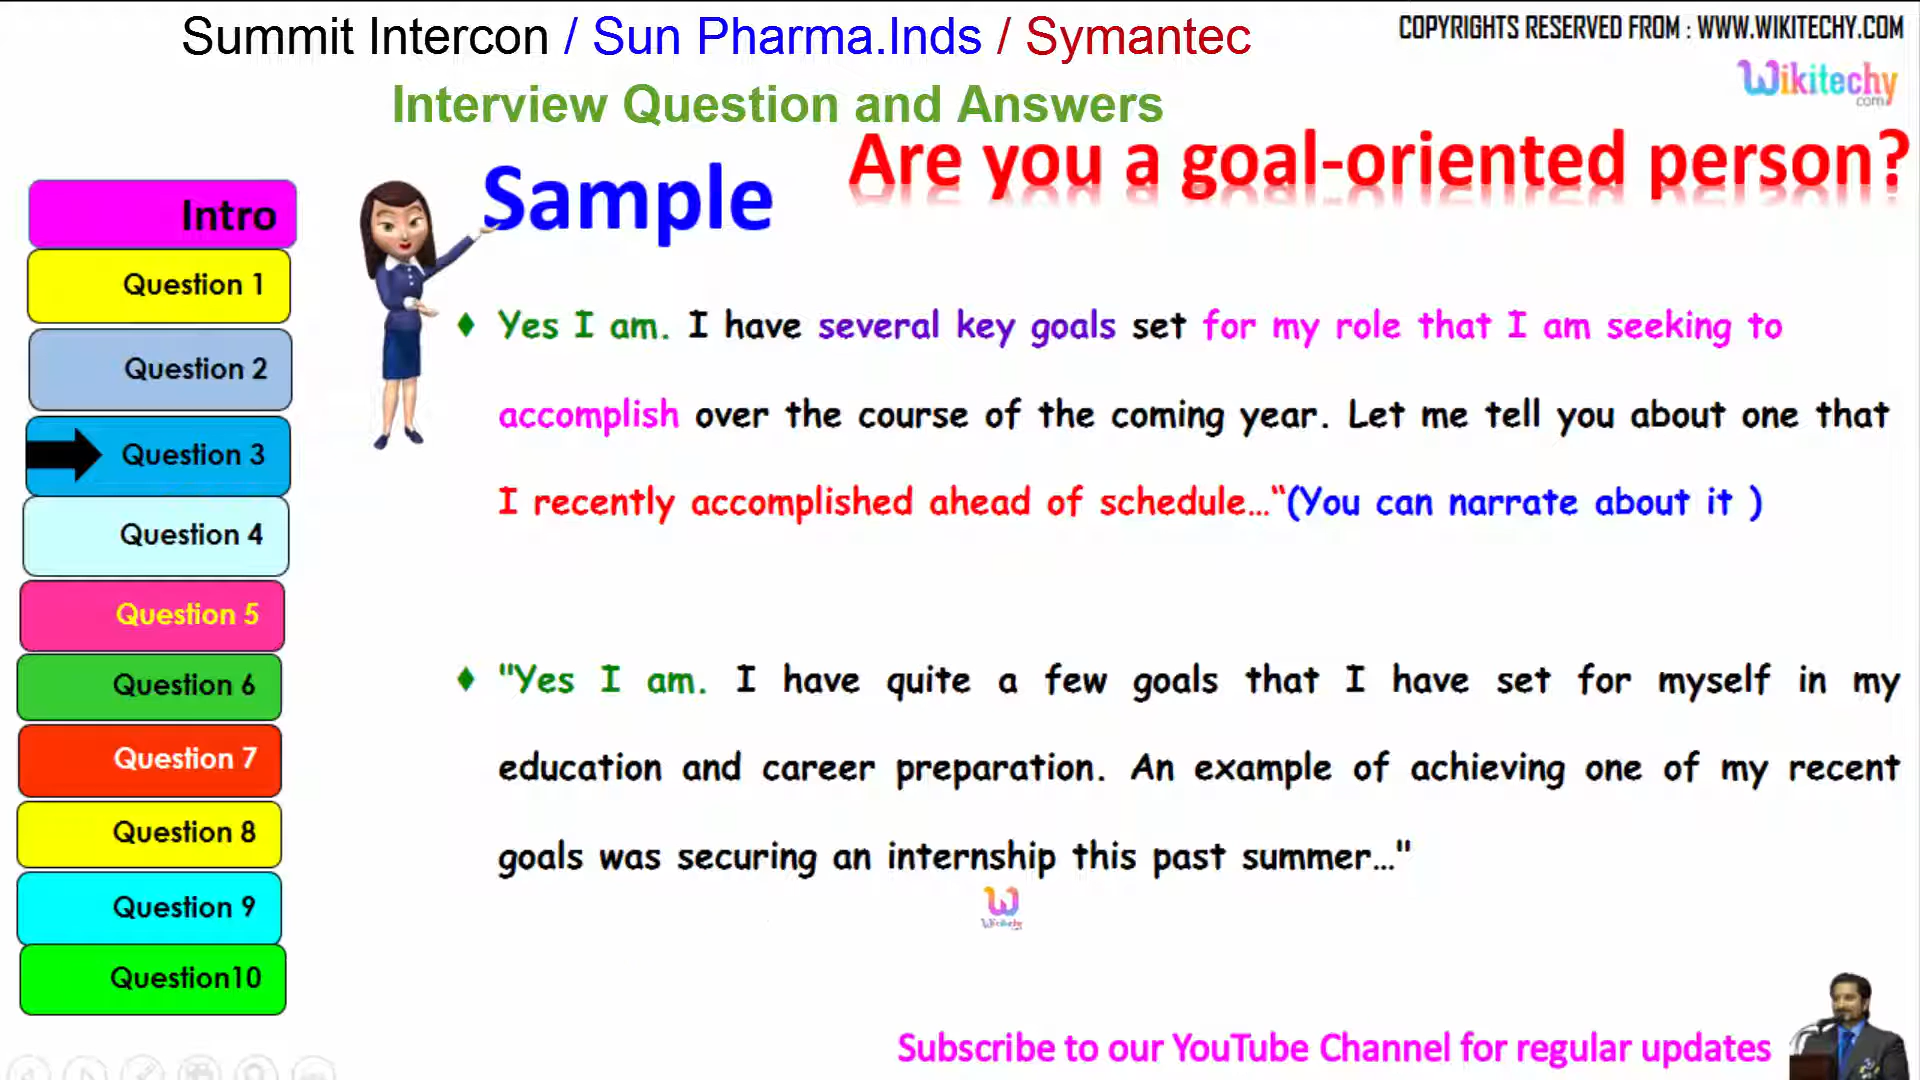 Summit Intercon / Sun Pharma.Inds / Symantec
COPYRIGHTS RESERVED FROM : WWW.WIKITECHY.COM
Wikitechy
.com
Interview Question and Answers
Are you a goal-oriented person?
Sample
Intro
Question 1
Question 2
Question 3
Question 4
Question 5
Question 6
Question 7
Question 8
Question 9
Question10
♦ Yes I am. I have several key goals set for my role that I am seeking to
accomplish over the course of the coming year. Let me tell you about one that
I recently accomplished ahead of schedule…“(You can narrate about it )
♦ "Yes I am. I have quite a few goals that I have set for myself in my
education and career preparation. An example of achieving one of my recent
goals was securing an internship this past summer…"
Wikitechy
Subscribe to our YouTube Channel for regular updates